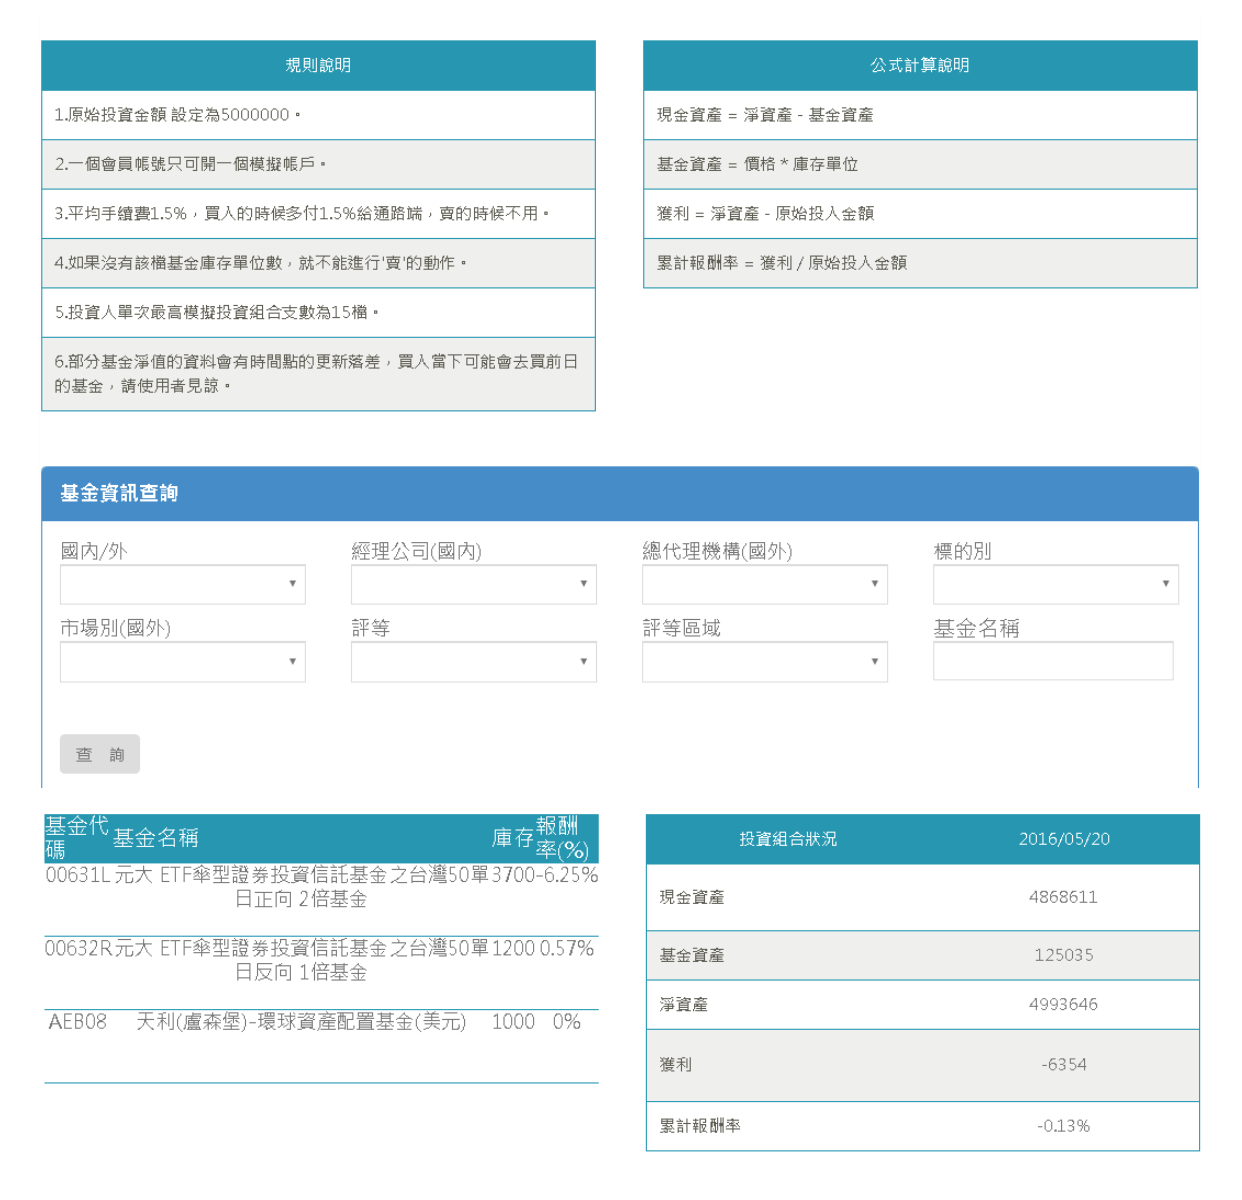 規則說明
1.原始投資金額 設定為5000000。
2.一個會員帳號只可開一個模擬帳戶。
3.平均手續費1.5%，買入的時候多付1.5%給通路端，賣的時候不用。
4.如果沒有該檔基金庫存單位數，就不能進行'賣'的動作。
5.投資人單次最高模擬投資組合支數為15檔。
6.部分基金淨值的資料會有時間點的更新落差，買入當下可能會去買前日
的基金，請使用者見諒。
公式計算說明
現金資產 = 淨資產 - 基金資產
基金資產 = 價格 * 庫存單位
獲利 = 淨資產 - 原始投入金額
累計報酬率 = 獲利 / 原始投入金額
基金資訊查詢
國內/外 經理公司(國內) 總代理機構(國外) 標的別
市場別(國外) 評等 評等區域 基金名稱
查 詢
基金代碼 基金名稱 庫存 報酬率(%)
00631L 元大 ETF傘型證券投資信託基金之台灣50單 3700 -6.25%
日正向 2倍基金
00632R 元大 ETF傘型證券投資信託基金之台灣50單 1200 0.57%
日反向 1倍基金
AEB08 天利(盧森堡)-環球資產配置基金(美元) 1000 0%
投資組合狀況 2016/05/20
現金資產 4868611
基金資產 125035
淨資產 4993646
獲利 -6354
累計報酬率 -0.13%